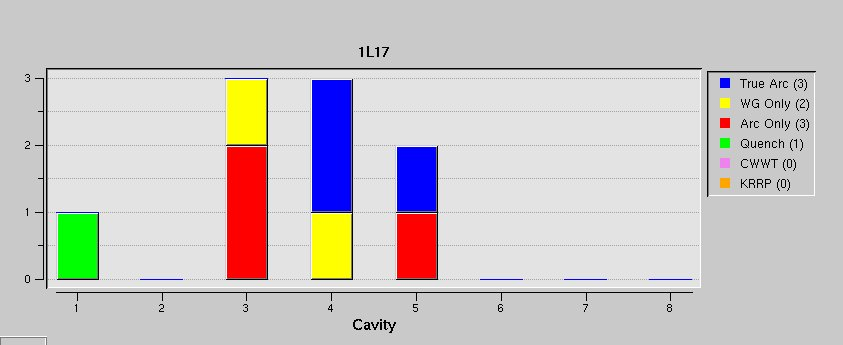 1L17
3
2
1
0
1 2 3 4 5 6 7 8
Cavity
True Arc (3)
WG Only (2)
Arc Only (3)
Quench (1)
CWWT (0)
KRRP (0)